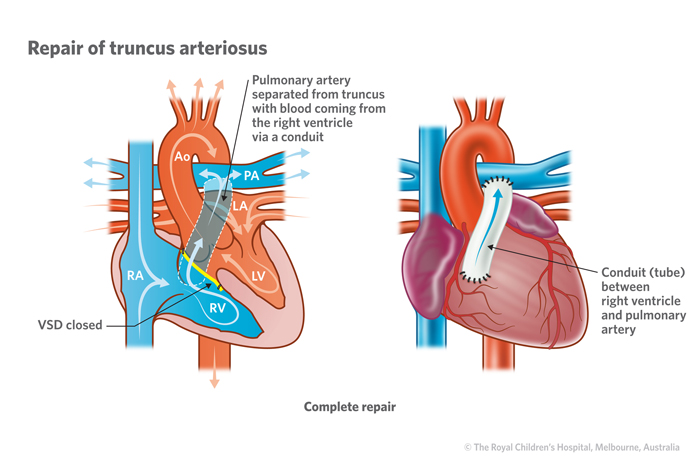 Repair of truncus arteriosus
Pulmonary artery
separated from truncus
with blood coming from
the right ventricle
via a conduit
Ao
PA
LA
RA
LV
RV
VSD closed
Conduit (tube)
between
right ventricle
and pulmonary
artery
Complete repair
© The Royal Children's Hospital, Melbourne, Australia